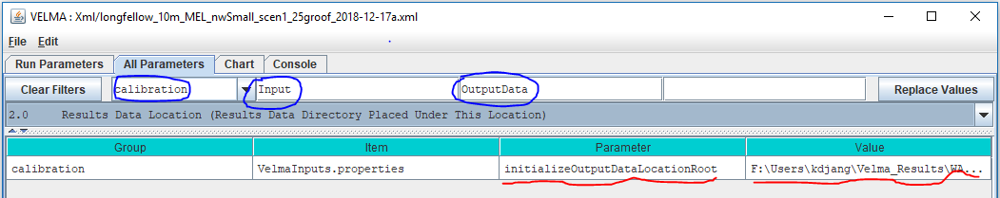 VELMA : Xml/longfellow_10m_MEL_nwSmall_scen1_25groof_2018-12-17a.xml
File Edit
Run Parameters All Parameters Chart Console
Clear Filters calibration Input OutputData Replace Values
2.0 Results Data Location (Results Data Directory Placed Under This Location)
Group Item Parameter Value
calibration VelmaInputs.properties initializeOutputDataLocationRoot F:\Users\kdjang\Velma_Results\WA...